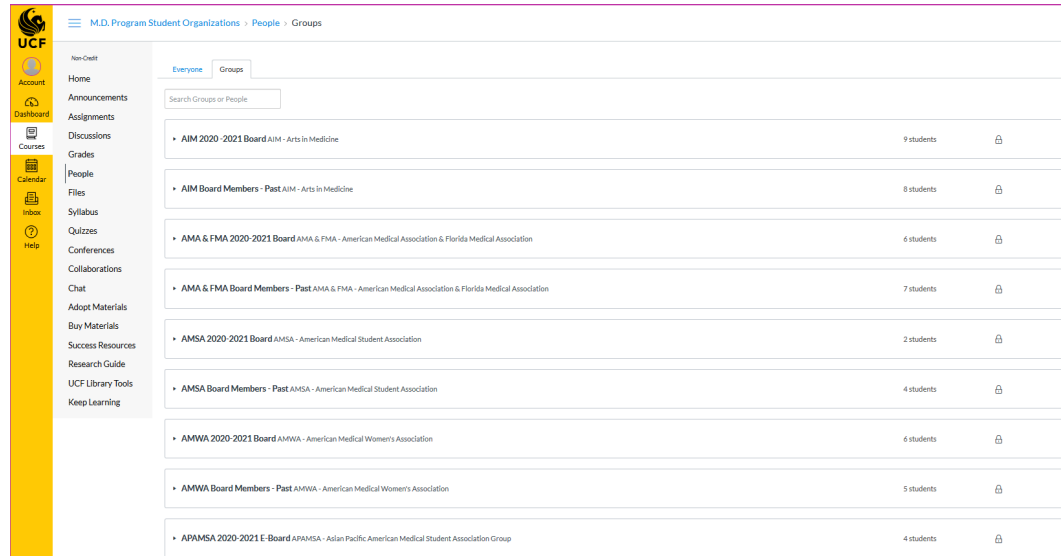 UCF
Account
Dashboard
Courses
Calendar
Inbox
Help
M.D. Program Student Organizations > People > Groups
Non-Credit
Home
Announcements
Assignments
Discussions
Grades
People
Files
Syllabus
Quizzes
Conferences
Collaborations
Chat
Adopt Materials
Buy Materials
Success Resources
Research Guide
UCF Library Tools
Keep Learning
Everyone Groups
Search Groups or People
AIM 2020 -2021 Board AIM - Arts in Medicine 9 students
AIM Board Members - Past AIM - Arts in Medicine 8 students
AMA & FMA 2020-2021 Board AMA & FMA - American Medical Association & Florida Medical Association 6 students
AMA & FMA Board Members - Past AMA & FMA - American Medical Association & Florida Medical Association 7 students
AMSA 2020-2021 Board AMSA - American Medical Student Association 2 students
AMSA Board Members - Past AMSA - American Medical Student Association 4 students
AMWA 2020-2021 Board AMWA - American Medical Women's Association 6 students
AMWA Board Members - Past AMWA - American Medical Women's Association 5 students
APAMSA 2020-2021 E-Board APAMSA - Asian Pacific American Medical Student Association Group 4 students